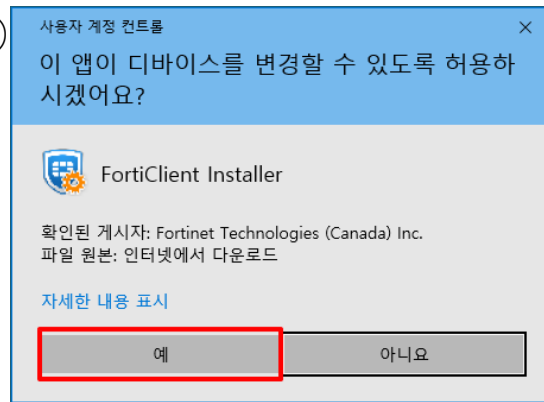 사용자 계정 컨트롤
이 앱이 디바이스를 변경할 수 있도록 허용하
시겠어요?
FortiClient Installer
확인된 게시자: Fortinet Technologies (Canada) Inc.
파일 원본: 인터넷에서 다운로드
자세한 내용 표시
예
아니요